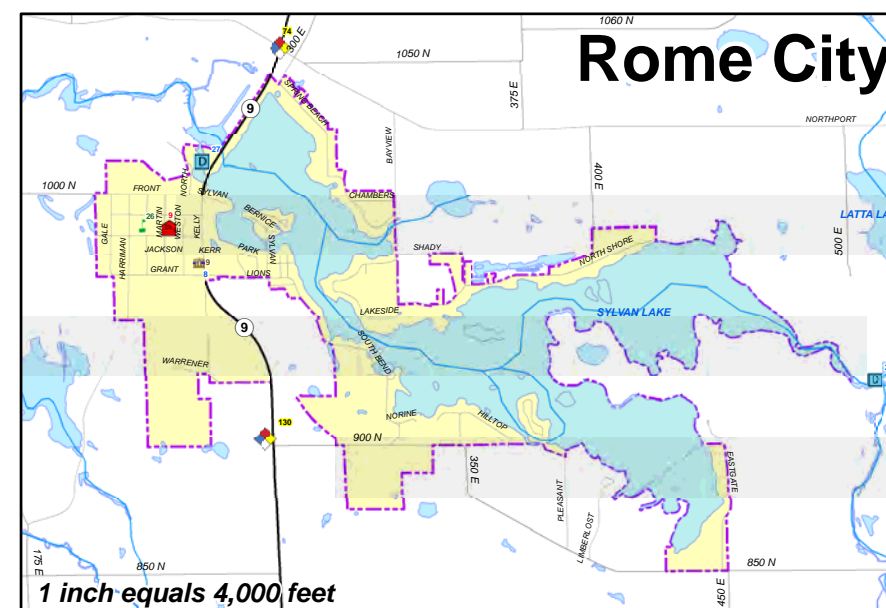 Rome City
1060 N
74
300 E
1050 N
375 E
SPRING BEACH
9
NORTHPORT
27
D
BAYVIEW
400 E
1000 N
FRONT
NORTH
SYLVAN
CHAMBERS
LATTA LA
26
MARTIN
9
WESTON
KELLY
BERNICE
GALE
HARRIMAN
JACKSON
KERR
PARK
SYLVAN
SHADY
NORTH SHORE
500 E
GRANT
9
8
LIONS
LAKESIDE
SYLVAN LAKE
9
SOUTH BEND
WARRENER
D
NORINE
HILLTOP
130
900 N
350 E
EASTGATE
PLEASANT
LIMBERLOST
175 E
850 N
850 N
450 E
1 inch equals 4,000 feet